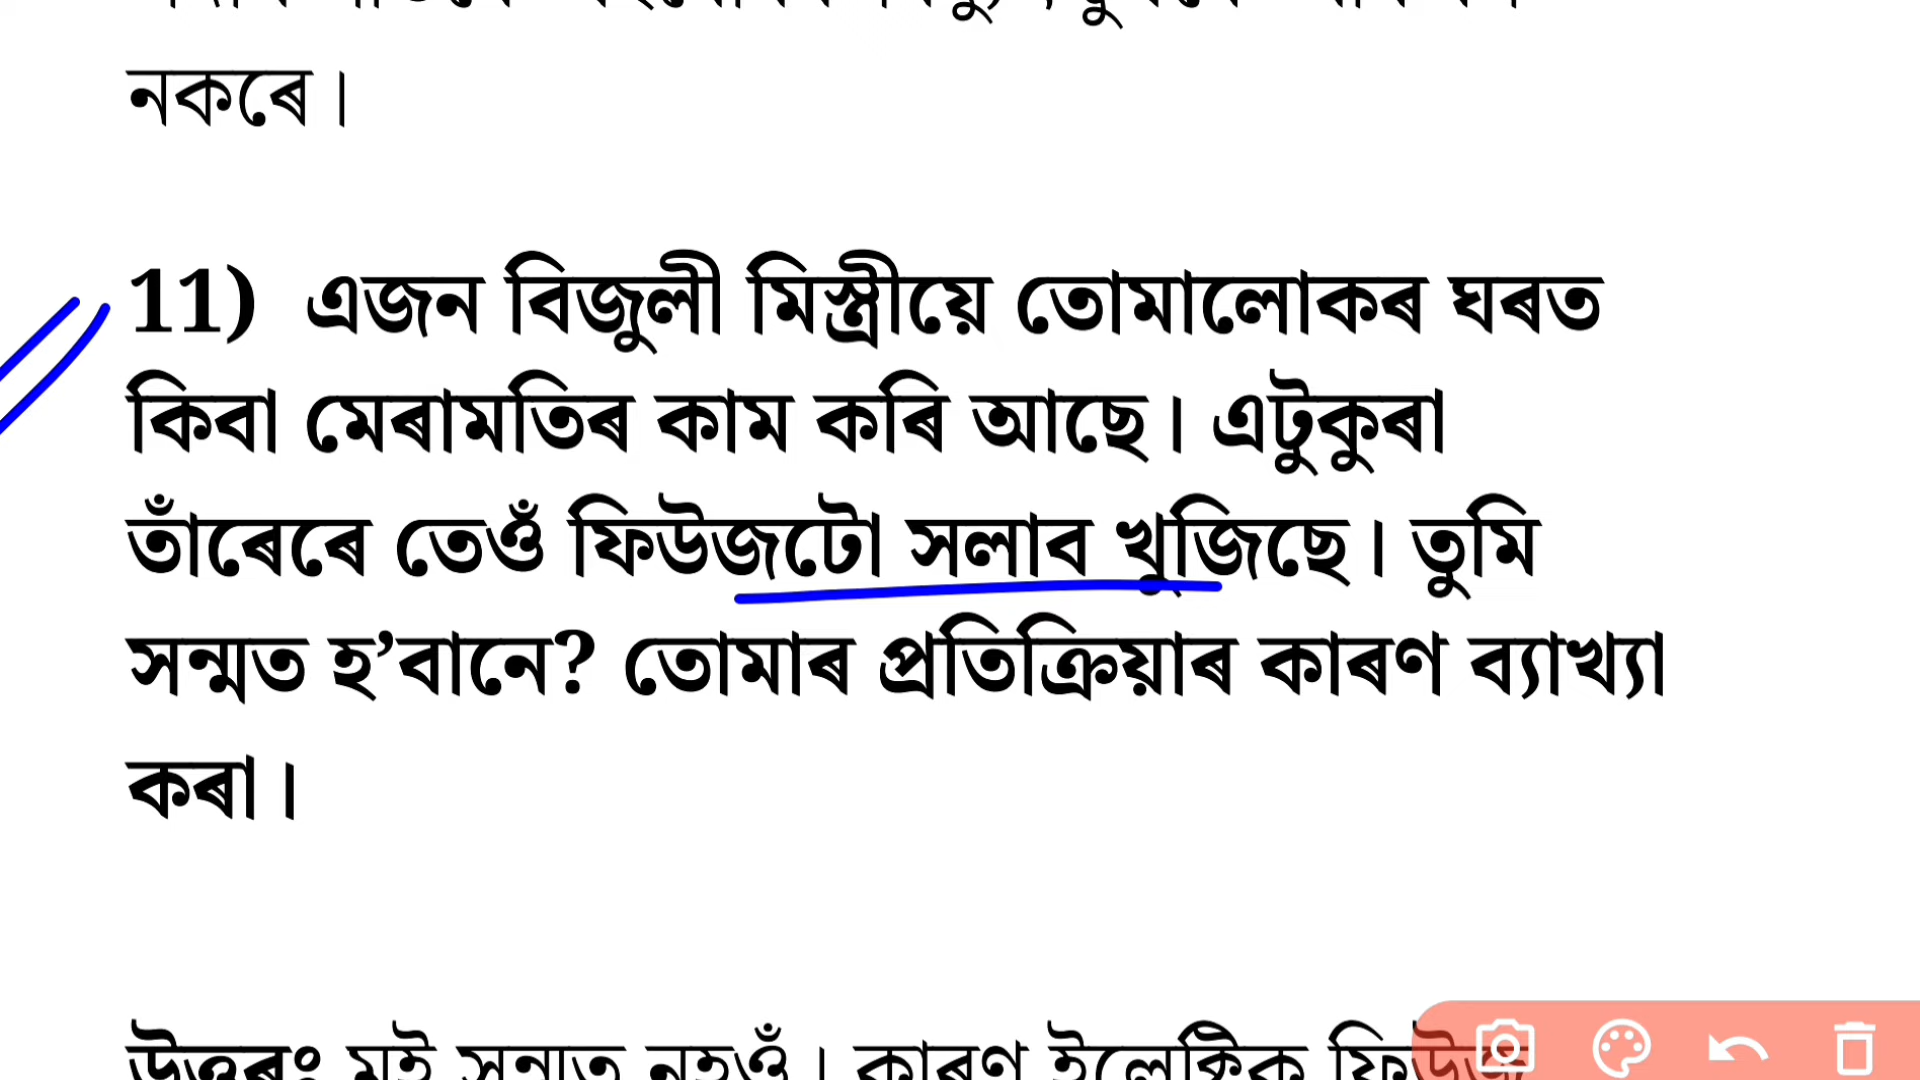 নকৰে।
11) এজন বিজুলী মিস্ত্ৰীয়ে তোমালোকৰ ঘৰত
কিবা মেৰামতিৰ কাম কৰি আছে। এটুকুৰা
তাঁৰেৰে তেওঁ ফিউজটো সলাব খুজিছে। তুমি
সন্মত হ’বানে? তোমাৰ প্ৰতিক্ৰিয়াৰ কাৰণ ব্যাখ্যা
কৰা।
উত্তৰঃ মই সন্মত নহওঁ। কাৰণ ইলেক্ট্ৰিক ফিউজ